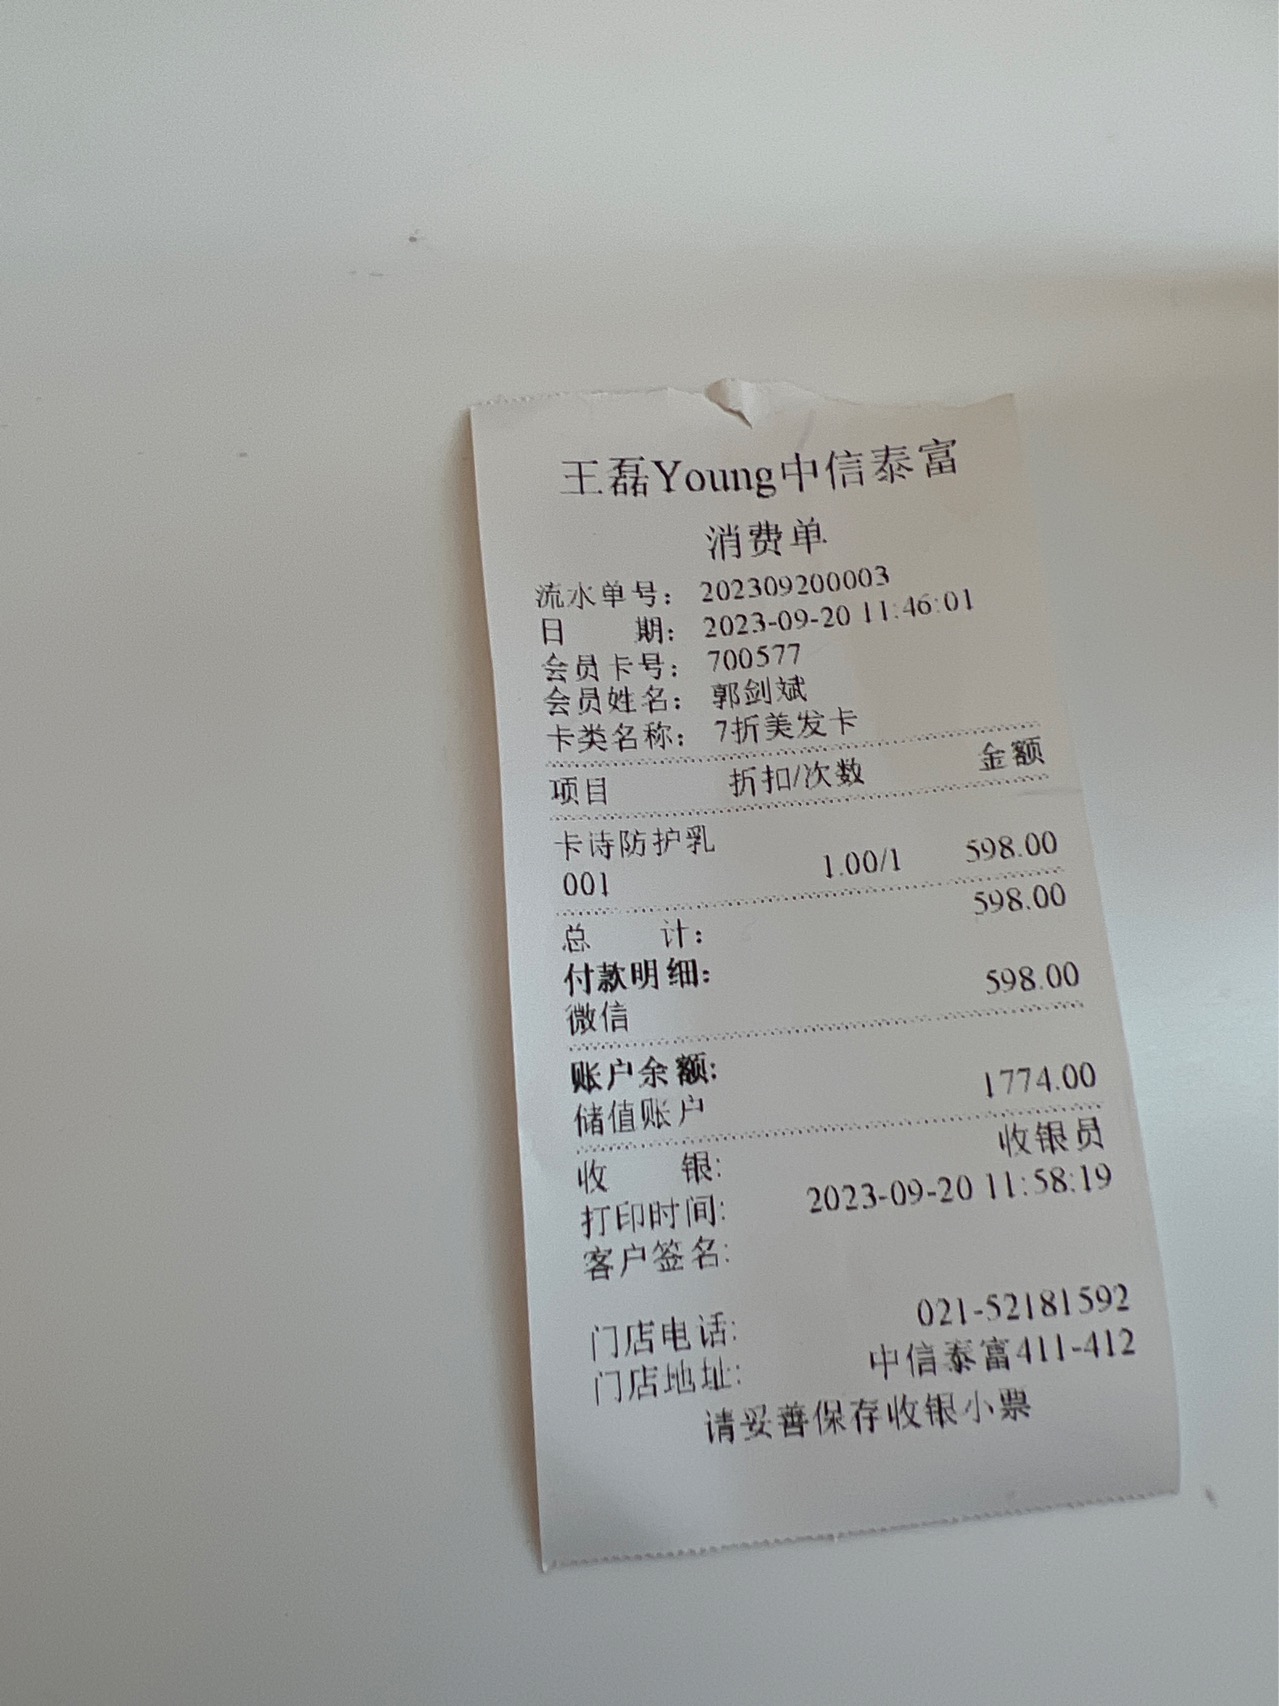 王磊Young中信泰富
消费单
流水单号： 202309200003
日 期： 2023-09-20 11:46:01
会员卡号： 700577
会员姓名： 郭剑斌
卡类名称： 7折美发卡
项目 折扣/次数 金额
卡诗防护乳
001 1.00/1 598.00
总 计： 598.00
付款明细：
微信 598.00
账户余额:
储值账户 1774.00
收 银: 收银员
打印时间: 2023-09-20 11:58:19
客户签名:
门店电话: 021-52181592
门店地址: 中信泰富411-412
请妥善保存收银小票